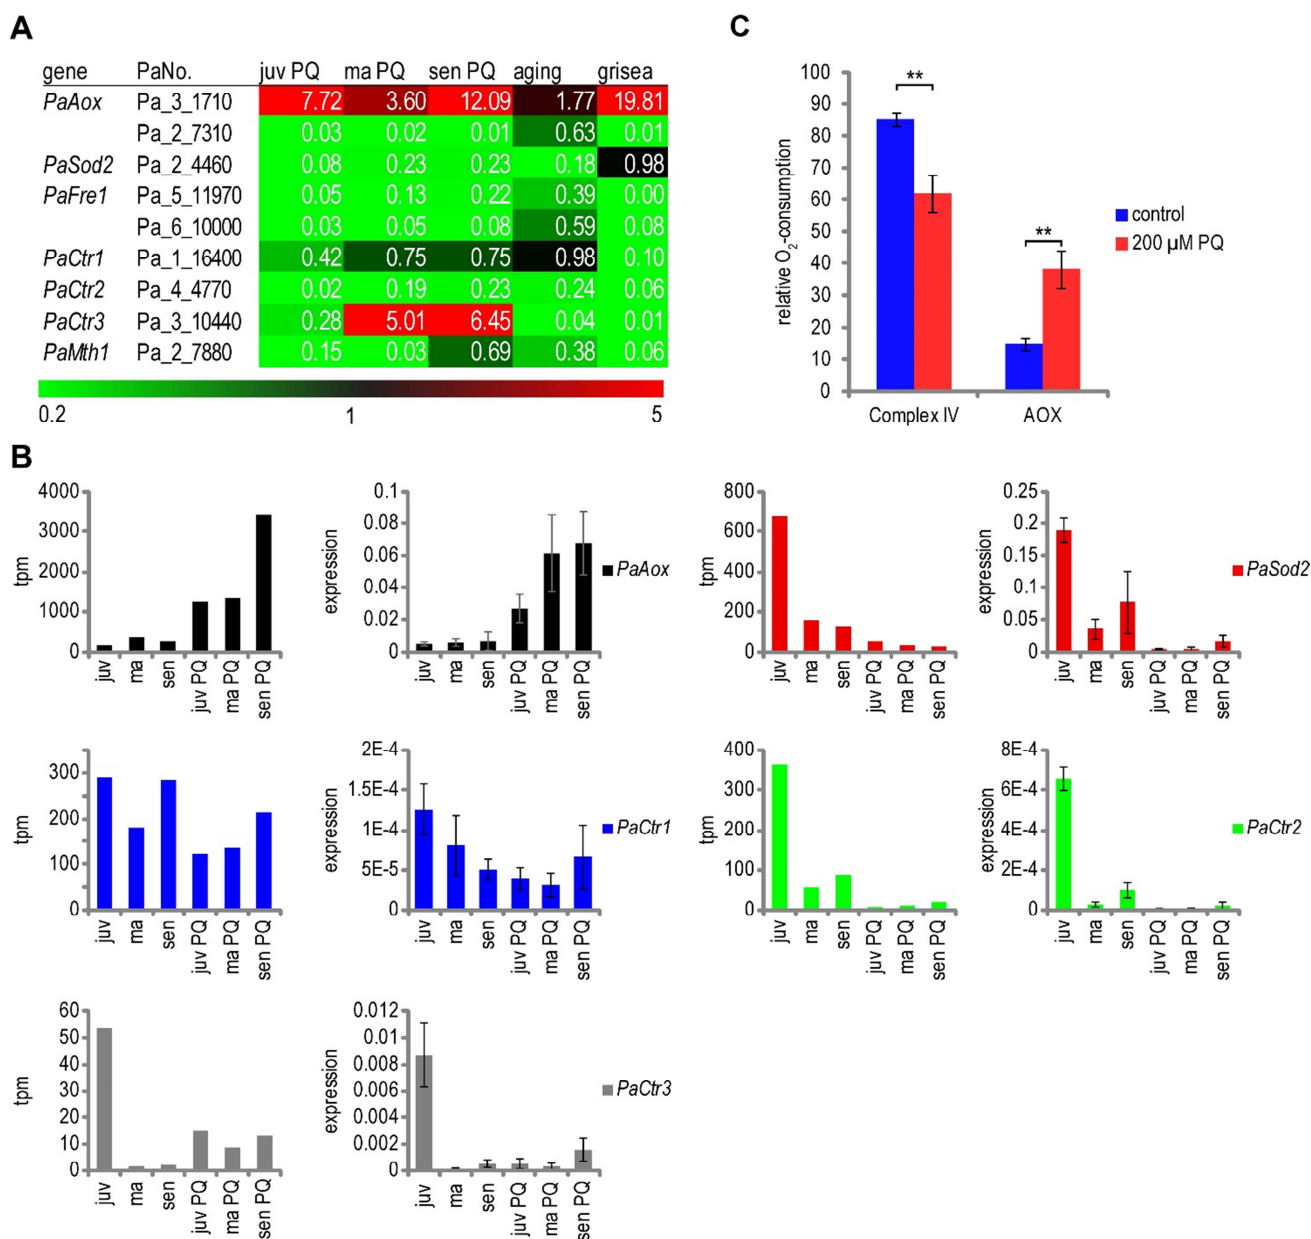 A
gene PaNo. juv PQ ma PQ sen PQ aging grisea
PaAox Pa_3_1710 7.72 3.60 12.09 1.77 19.81
Pa_2_7310 0.03 0.02 0.01 0.63 0.01
PaSod2 Pa_2_4460 0.08 0.23 0.23 0.18 0.98
PaFre1 Pa_5_11970 0.05 0.13 0.22 0.39 0.00
Pa_6_10000 0.03 0.05 0.08 0.59 0.08
PaCtr1 Pa_1_16400 0.42 0.75 0.75 0.98 0.10
PaCtr2 Pa_4_4770 0.02 0.19 0.23 0.24 0.06
PaCtr3 Pa_3_10440 0.28 5.01 6.45 0.04 0.01
PaMth1 Pa_2_7880 0.15 0.03 0.69 0.38 0.06
0.2 1 5
C
relative O₂-consumption
100
90
80
70
60
50
40
30
20
10
0
**
**
Complex IV AOX
control
200 µM PQ
B
tpm
4000
3000
2000
1000
0
juv ma sen juv PQ ma PQ sen PQ
expression
0.1
0.08
0.06
0.04
0.02
0
juv ma sen juv PQ ma PQ sen PQ
PaAox
tpm
800
600
400
200
0
juv ma sen juv PQ ma PQ sen PQ
expression
0.25
0.2
0.15
0.1
0.05
0
juv ma sen juv PQ ma PQ sen PQ
PaSod2
tpm
300
200
100
0
juv ma sen juv PQ ma PQ sen PQ
expression
2E-4
1.5E-4
1E-4
5E-5
0
juv ma sen juv PQ ma PQ sen PQ
PaCtr1
tpm
400
300
200
100
0
juv ma sen juv PQ ma PQ sen PQ
expression
8E-4
6E-4
4E-4
2E-4
0
juv ma sen juv PQ ma PQ sen PQ
PaCtr2
tpm
60
50
40
30
20
10
0
juv ma sen juv PQ ma PQ sen PQ
expression
0.012
0.01
0.008
0.006
0.004
0.002
0
juv ma sen juv PQ ma PQ sen PQ
PaCtr3